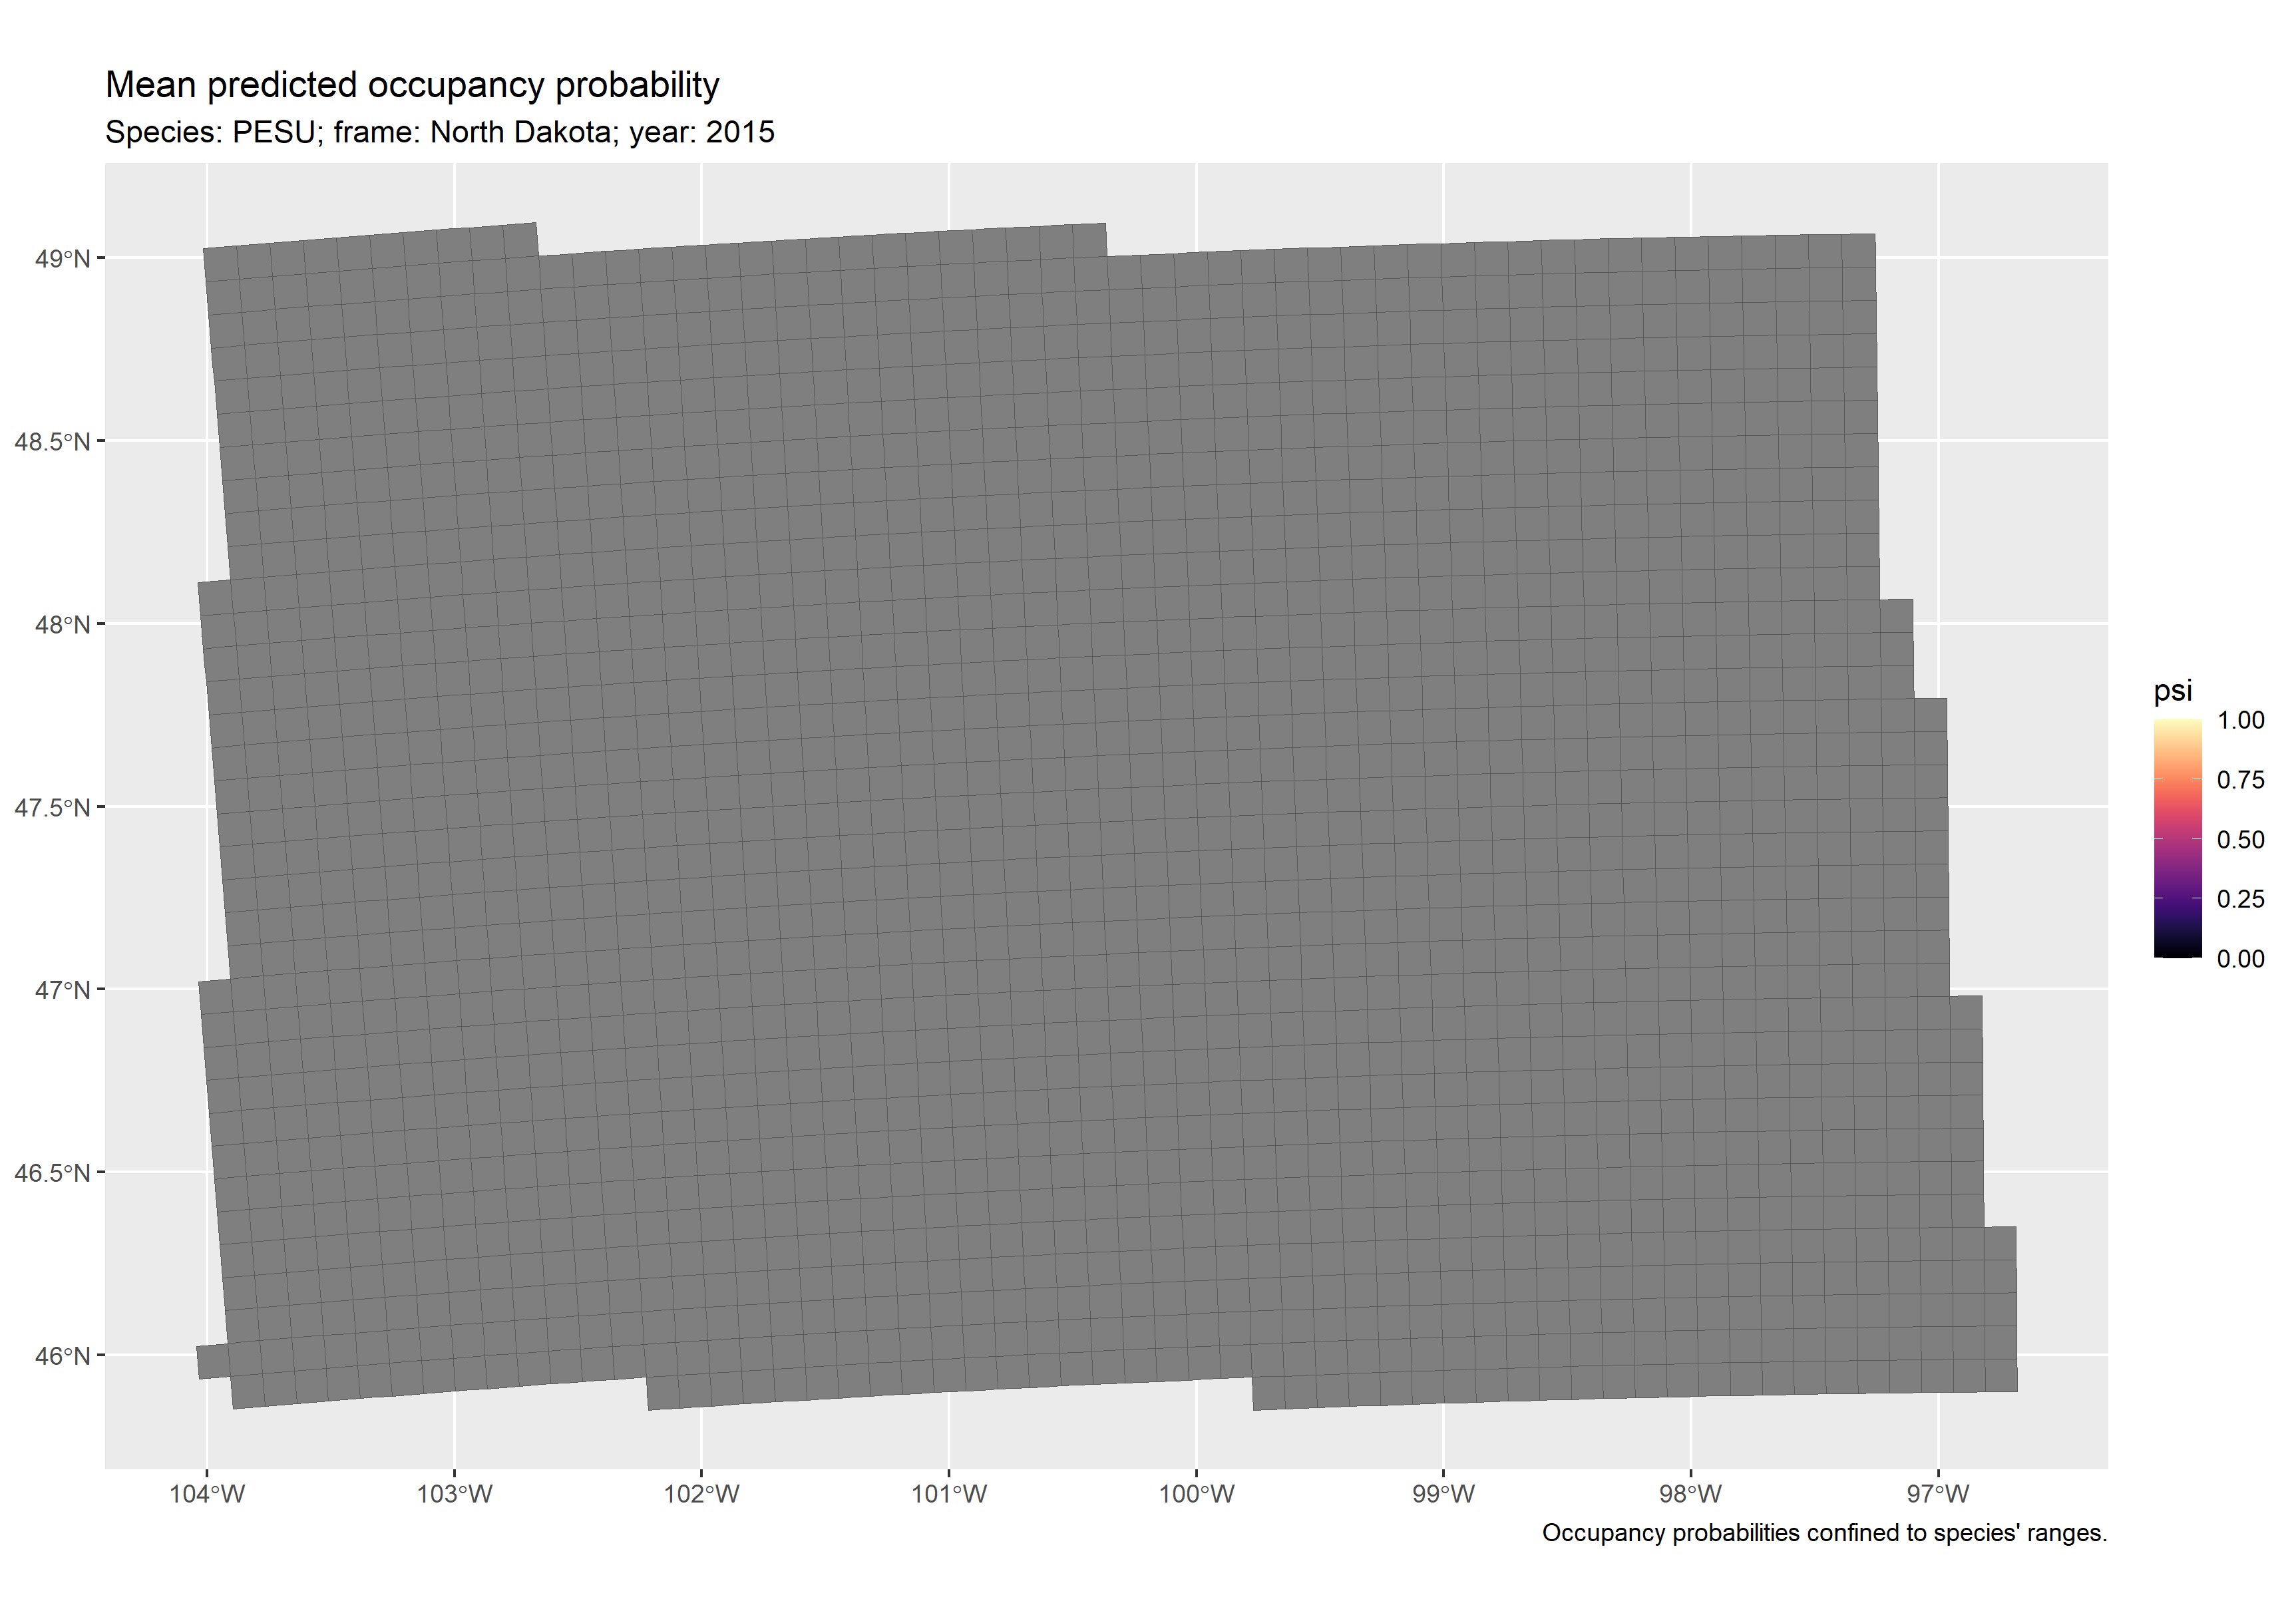 Mean predicted occupancy probability
Species: PESU; frame: North Dakota; year: 2015
49°N
48.5°N
48°N
47.5°N
47°N
46.5°N
46°N
104°W
103°W
102°W
101°W
100°W
99°W
98°W
97°W
psi
1.00
0.75
0.50
0.25
0.00
Occupancy probabilities confined to species' ranges.